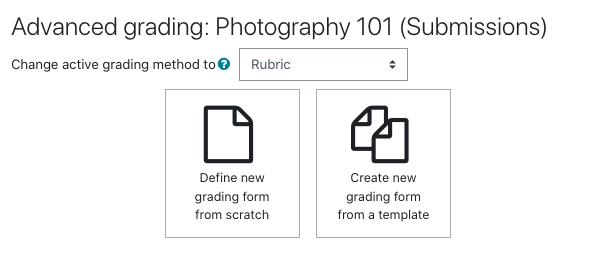 Advanced grading: Photography 101 (Submissions)
Change active grading method to ? Rubric
Define new
grading form
from scratch
Create new
grading form
from a template